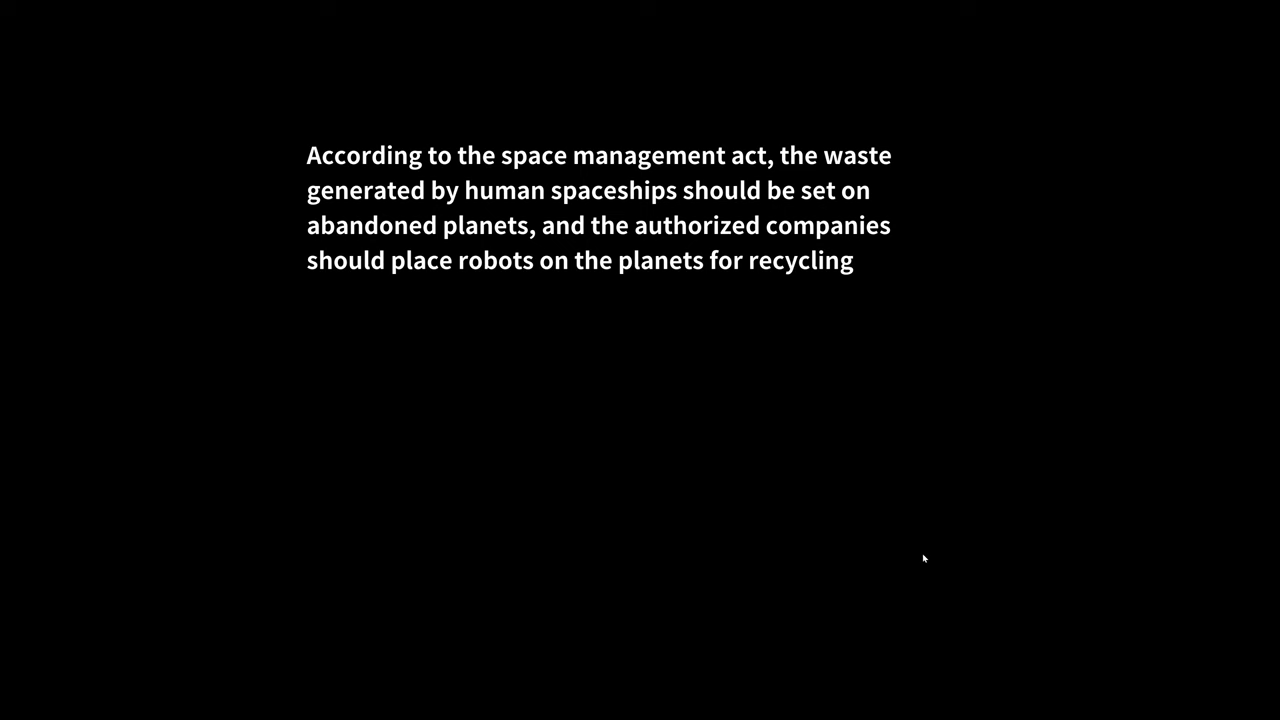 According to the space management act, the waste
generated by human spaceships should be set on
abandoned planets, and the authorized companies
should place robots on the planets for recycling